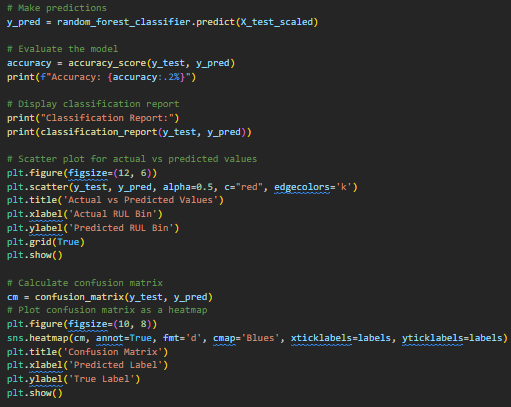 # Make predictions
y_pred = random_forest_classifier.predict(X_test_scaled)

# Evaluate the model
accuracy = accuracy_score(y_test, y_pred)
print(f"Accuracy: {accuracy:.2%}")

# Display classification report
print("Classification Report:")
print(classification_report(y_test, y_pred))

# Scatter plot for actual vs predicted values
plt.figure(figsize=(12, 6))
plt.scatter(y_test, y_pred, alpha=0.5, c="red", edgecolors='k')
plt.title('Actual vs Predicted Values')
plt.xlabel('Actual RUL Bin')
plt.ylabel('Predicted RUL Bin')
plt.grid(True)
plt.show()

# Calculate confusion matrix
cm = confusion_matrix(y_test, y_pred)
# Plot confusion matrix as a heatmap
plt.figure(figsize=(10, 8))
sns.heatmap(cm, annot=True, fmt='d', cmap='Blues', xticklabels=labels, yticklabels=labels)
plt.title('Confusion Matrix')
plt.xlabel('Predicted Label')
plt.ylabel('True Label')
plt.show()